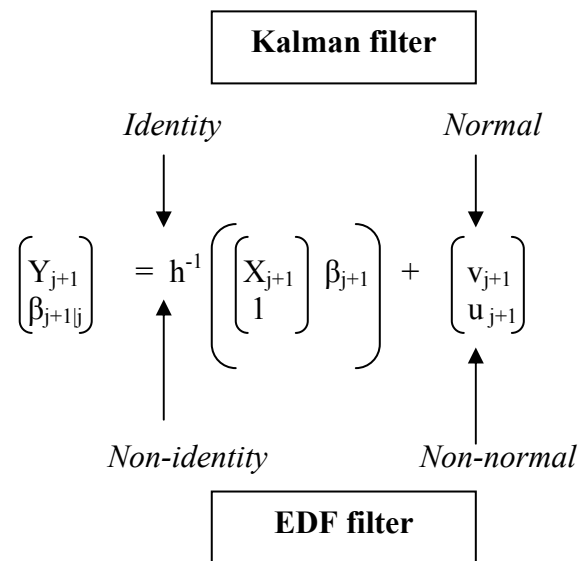 Kalman filter
Identity Normal
Y_{j+1} = h^{-1} X_{j+1} β_{j+1} + v_{j+1}
β_{j+1|j} 1 u_{j+1}
Non-identity Non-normal
EDF filter